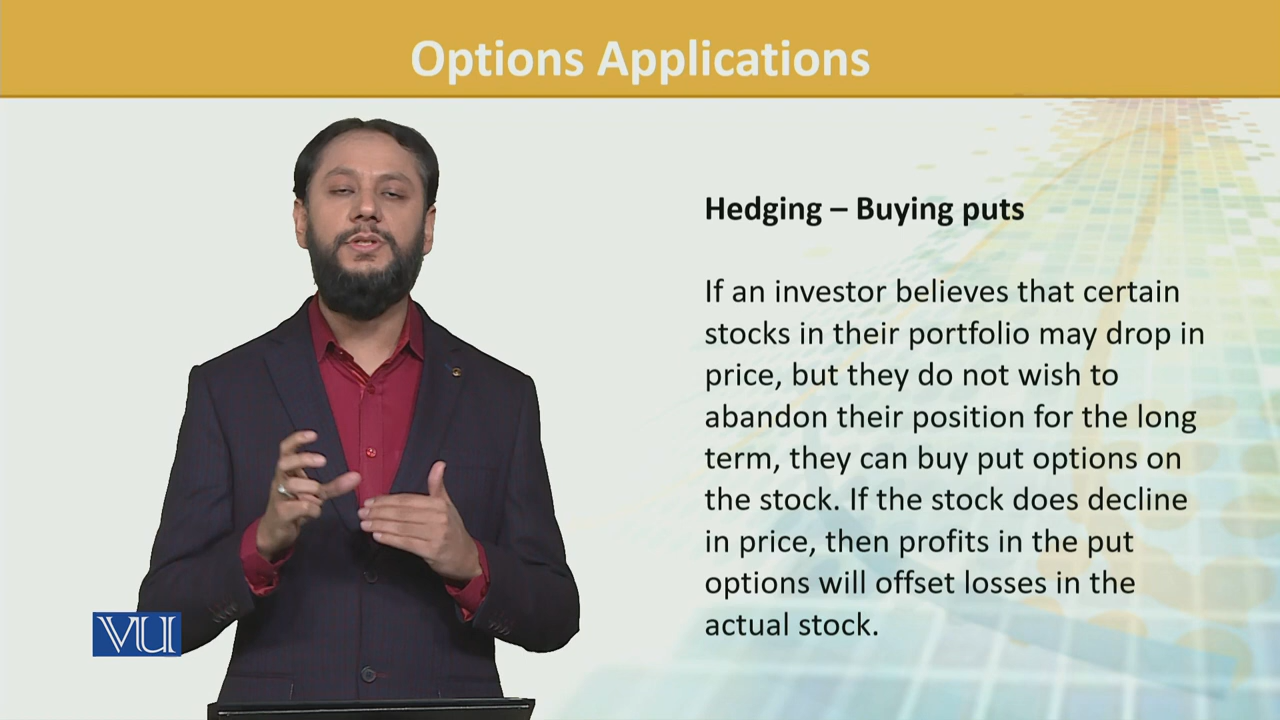 Options Applications
Hedging – Buying puts
If an investor believes that certain
stocks in their portfolio may drop in
price, but they do not wish to
abandon their position for the long
term, they can buy put options on
the stock. If the stock does decline
in price, then profits in the put
options will offset losses in the
actual stock.
VU